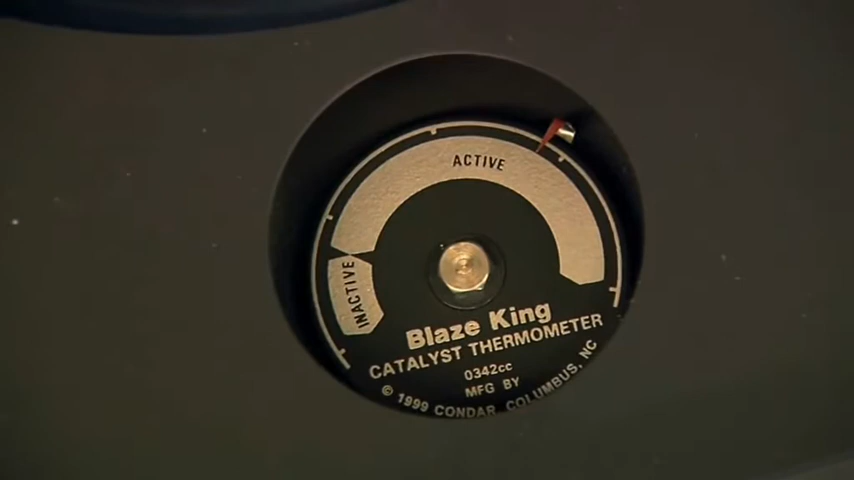 ACTIVE
INACTIVE
Blaze King
CATALYST THERMOMETER
0342cc
MFG BY
© 1999 CONDAR COLUMBUS, NC